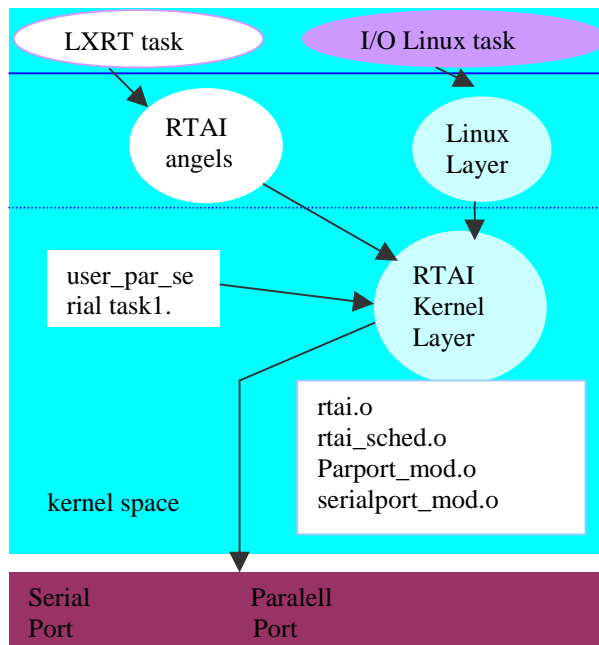 LXRT task
I/O Linux task
RTAI
angels
Linux
Layer
user_par_se
rial task1.
RTAI
Kernel
Layer
rtai.o
rtai_sched.o
Parport_mod.o
serialport_mod.o
kernel space
Serial
Port
Paralell
Port